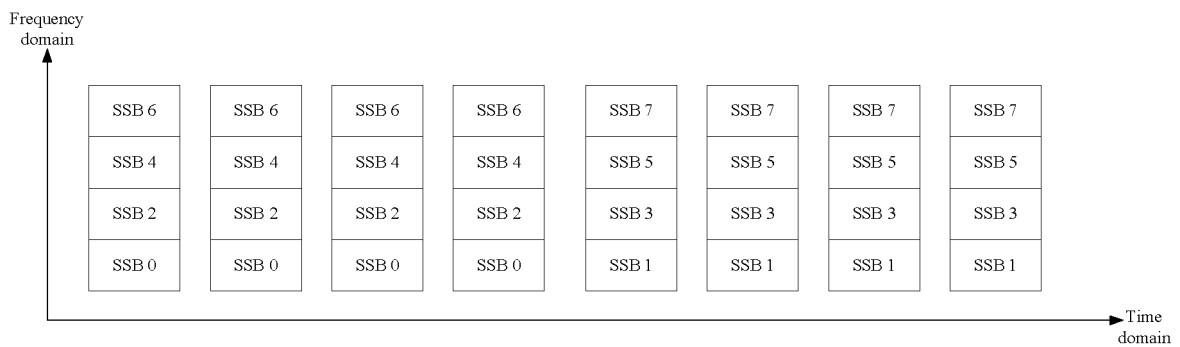 Frequency
domain
SSB 6 SSB 6 SSB 6 SSB 6 SSB 7 SSB 7 SSB 7 SSB 7
SSB 4 SSB 4 SSB 4 SSB 4 SSB 5 SSB 5 SSB 5 SSB 5
SSB 2 SSB 2 SSB 2 SSB 2 SSB 3 SSB 3 SSB 3 SSB 3
SSB 0 SSB 0 SSB 0 SSB 0 SSB 1 SSB 1 SSB 1 SSB 1
Time
domain